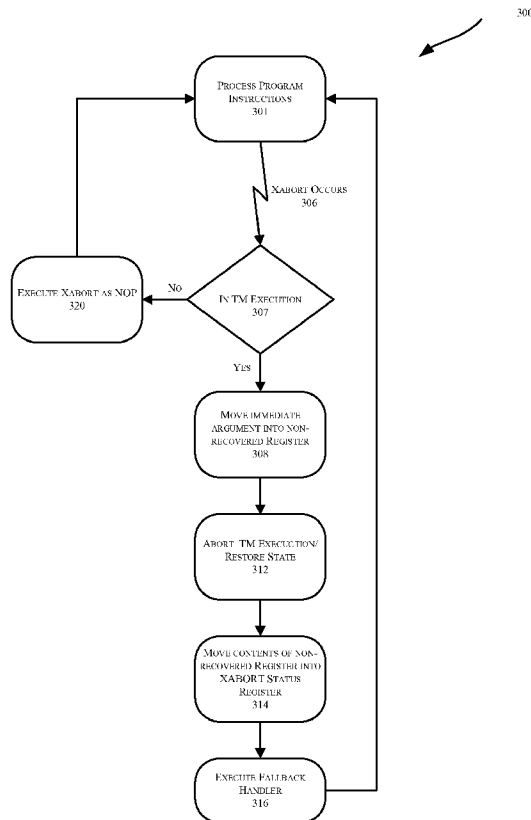 300
PROCESS PROGRAM
INSTRUCTIONS
301
XABORT OCCURS
306
IN TM EXECUTION
307
NO
EXECUTE XABORT AS NOP
320
YES
MOVE IMMEDIATE
ARGUMENT INTO NON-
RECOVERED REGISTER
308
ABORT TM EXECUCTION/
RESTORE STATE
312
MOVE CONTENTS OF NON-
RECOVERED REGISTER INTO
XABORT STATUS
REGISTER
314
EXECUTE FALLBACK
HANDLER
316